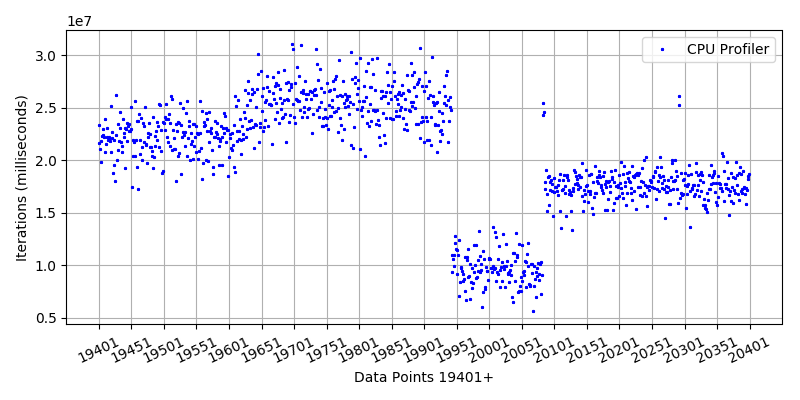 1e7
CPU Profiler
3.0
2.5
2.0
1.5
1.0
0.5
Iterations (milliseconds)
19401 19451 19501 19551 19601 19651 19701 19751 19801 19851 19901 19951 20001 20051 20101 20151 20201 20251 20301 20351 20401
Data Points 19401+